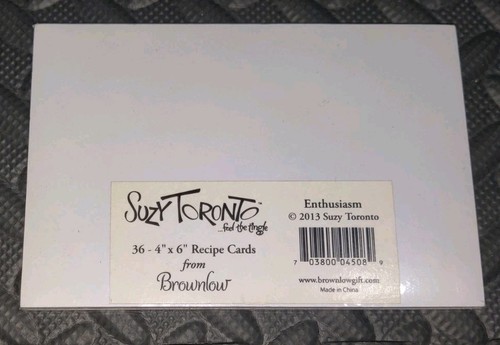 SUZY TORONTO™
...feel the tingle
36 - 4" x 6" Recipe Cards
from
Brownlow
Enthusiasm
© 2013 Suzy Toronto
7 03800 04508 9
www.brownlowgift.com
Made in China